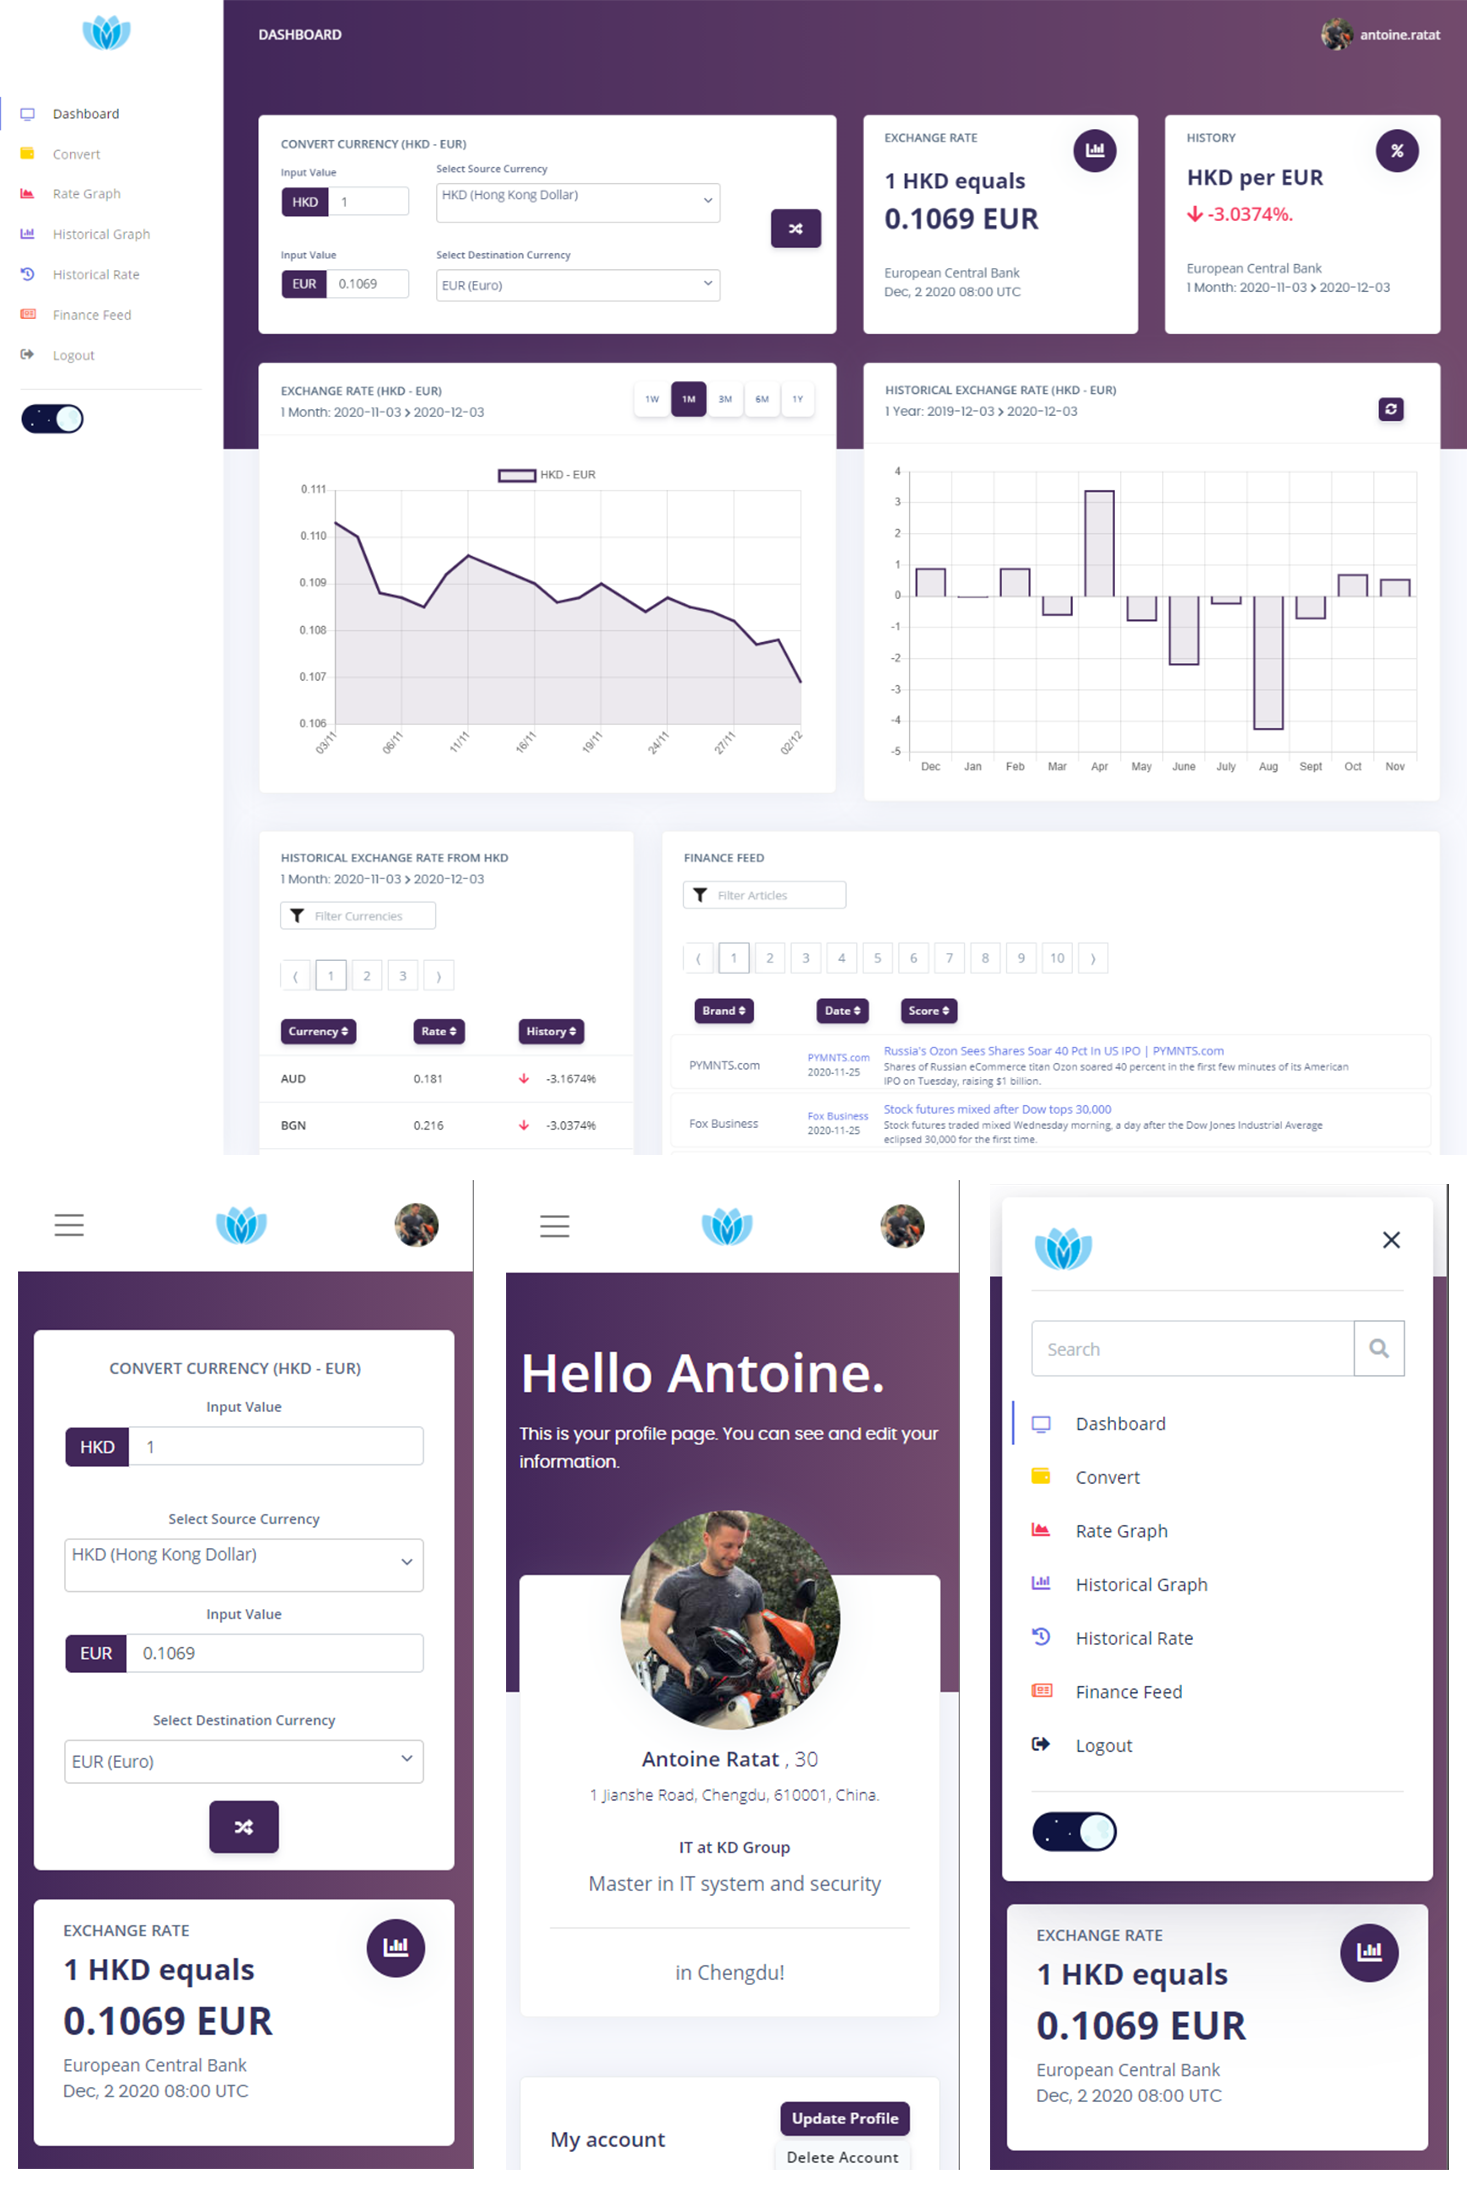 DASHBOARD
antoine.ratat
Dashboard
Convert
Rate Graph
Historical Graph
Historical Rate
Finance Feed
Logout
CONVERT CURRENCY (HKD - EUR)
Input Value
Select Source Currency
HKD 1
HKD (Hong Kong Dollar)
Input Value
Select Destination Currency
EUR 0.1069
EUR (Euro)
EXCHANGE RATE
1 HKD equals
0.1069 EUR
European Central Bank
Dec, 2 2020 08:00 UTC
HISTORY
%
HKD per EUR
-3.0374%.
European Central Bank
1 Month: 2020-11-03 > 2020-12-03
EXCHANGE RATE (HKD - EUR)
1 Month: 2020-11-03 > 2020-12-03
1W 1M 3M 6M 1Y
HKD - EUR
0.111
0.110
0.109
0.108
0.107
0.106
03/11 06/11 11/11 16/11 19/11 24/11 27/11 02/12
HISTORICAL EXCHANGE RATE (HKD - EUR)
1 Year: 2019-12-03 > 2020-12-03
4
3
2
1
0
-1
-2
-3
-4
-5
Dec Jan Feb Mar Apr May June July Aug Sept Oct Nov
HISTORICAL EXCHANGE RATE FROM HKD
1 Month: 2020-11-03 > 2020-12-03
Filter Currencies
⟨ 1 2 3 ⟩
Currency Rate History
AUD 0.181 -3.1674%
BGN 0.216 -3.0374%
FINANCE FEED
Filter Articles
⟨ 1 2 3 4 5 6 7 8 9 10 ⟩
Brand Date Score
PYMNTS.com
PYMNTS.com
2020-11-25
Russia's Ozon Sees Shares Soar 40 Pct In US IPO | PYMNTS.com
Shares of Russian eCommerce titan Ozon soared 40 percent in the first few minutes of its American
IPO on Tuesday, raising $1 billion.
Fox Business
Fox Business
2020-11-25
Stock futures mixed after Dow tops 30,000
Stock futures traded mixed Wednesday morning, a day after the Dow Jones Industrial Average
eclipsed 30,000 for the first time.
CONVERT CURRENCY (HKD - EUR)
Input Value
HKD 1
Select Source Currency
HKD (Hong Kong Dollar)
Input Value
EUR 0.1069
Select Destination Currency
EUR (Euro)
EXCHANGE RATE
1 HKD equals
0.1069 EUR
European Central Bank
Dec, 2 2020 08:00 UTC
Hello Antoine.
This is your profile page. You can see and edit your
information.
Antoine Ratat , 30
1 Jianshe Road, Chengdu, 610001, China.
IT at KD Group
Master in IT system and security
in Chengdu!
My account
Update Profile
Delete Account
Search
Dashboard
Convert
Rate Graph
Historical Graph
Historical Rate
Finance Feed
Logout
EXCHANGE RATE
1 HKD equals
0.1069 EUR
European Central Bank
Dec, 2 2020 08:00 UTC